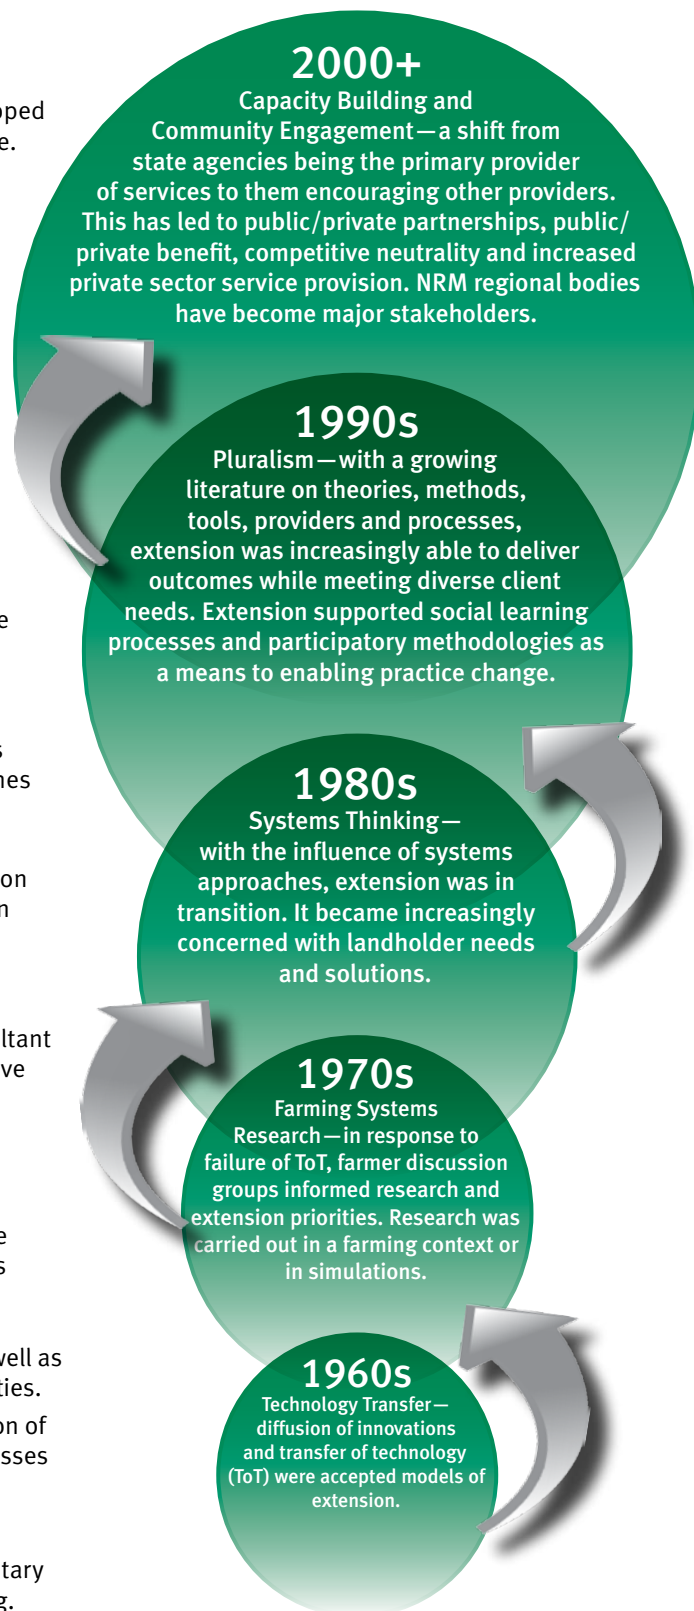 2000+
Capacity Building and
Community Engagement—a shift from
state agencies being the primary provider
of services to them encouraging other providers.
This has led to public/private partnerships, public/
private benefit, competitive neutrality and increased
private sector service provision. NRM regional bodies
have become major stakeholders.
1990s
Pluralism—with a growing
literature on theories, methods,
tools, providers and processes,
extension was increasingly able to deliver
outcomes while meeting diverse client
needs. Extension supported social learning
processes and participatory methodologies as
a means to enabling practice change.
1980s
Systems Thinking—
with the influence of systems
approaches, extension was in
transition. It became increasingly
concerned with landholder needs
and solutions.
1970s
Farming Systems
Research—in response to
failure of ToT, farmer discussion
groups informed research and
extension priorities. Research was
carried out in a farming context or
in simulations.
1960s
Technology Transfer—
diffusion of innovations
and transfer of technology
(ToT) were accepted models of
extension.
well as
on of